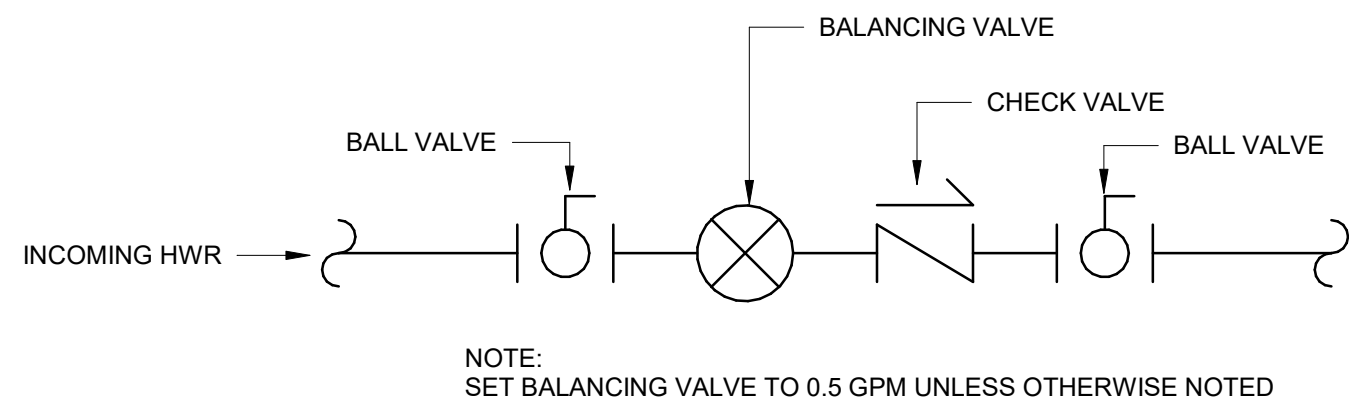 BALANCING VALVE
CHECK VALVE
BALL VALVE
BALL VALVE
INCOMING HWR
NOTE:
SET BALANCING VALVE TO 0.5 GPM UNLESS OTHERWISE NOTED